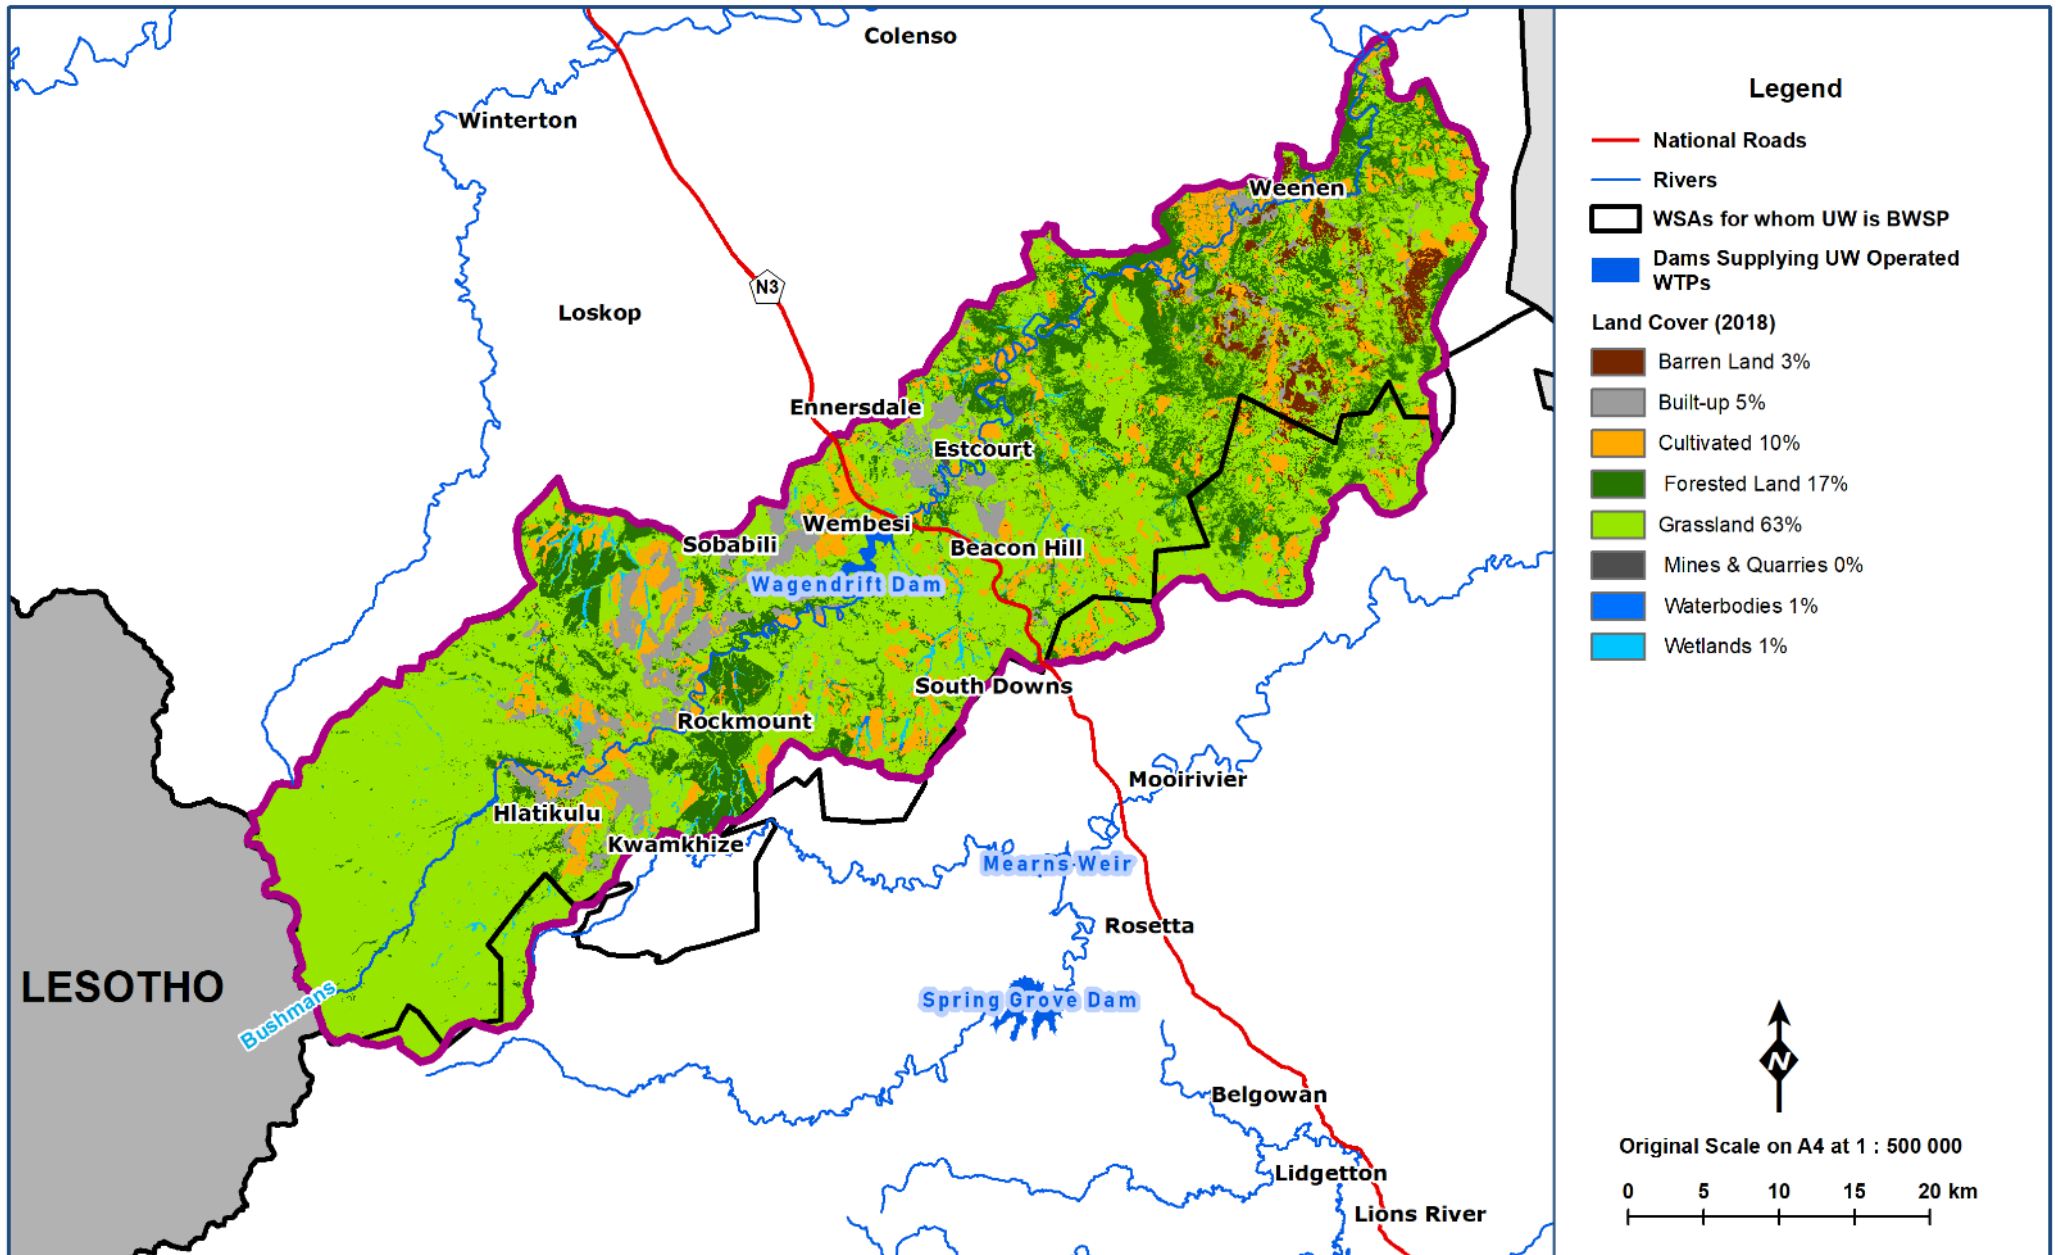 Colenso
Winterton
Weenen
N3
Loskop
Ennersdale
Estcourt
Wembesi
Sobabili
Beacon Hill
Wagendrift Dam
South Downs
Rockmount
Mooirivier
Hlatikulu
Kwamkhize
Mearns Weir
Rosetta
LESOTHO
Bushmans
Spring Grove Dam
Belgowan
Lidgetton
Lions River
Legend
National Roads
Rivers
WSAs for whom UW is BWSP
Dams Supplying UW Operated
WTPs
Land Cover (2018)
Barren Land 3%
Built-up 5%
Cultivated 10%
Forested Land 17%
Grassland 63%
Mines & Quarries 0%
Waterbodies 1%
Wetlands 1%
N
Original Scale on A4 at 1 : 500 000
0 5 10 15 20 km